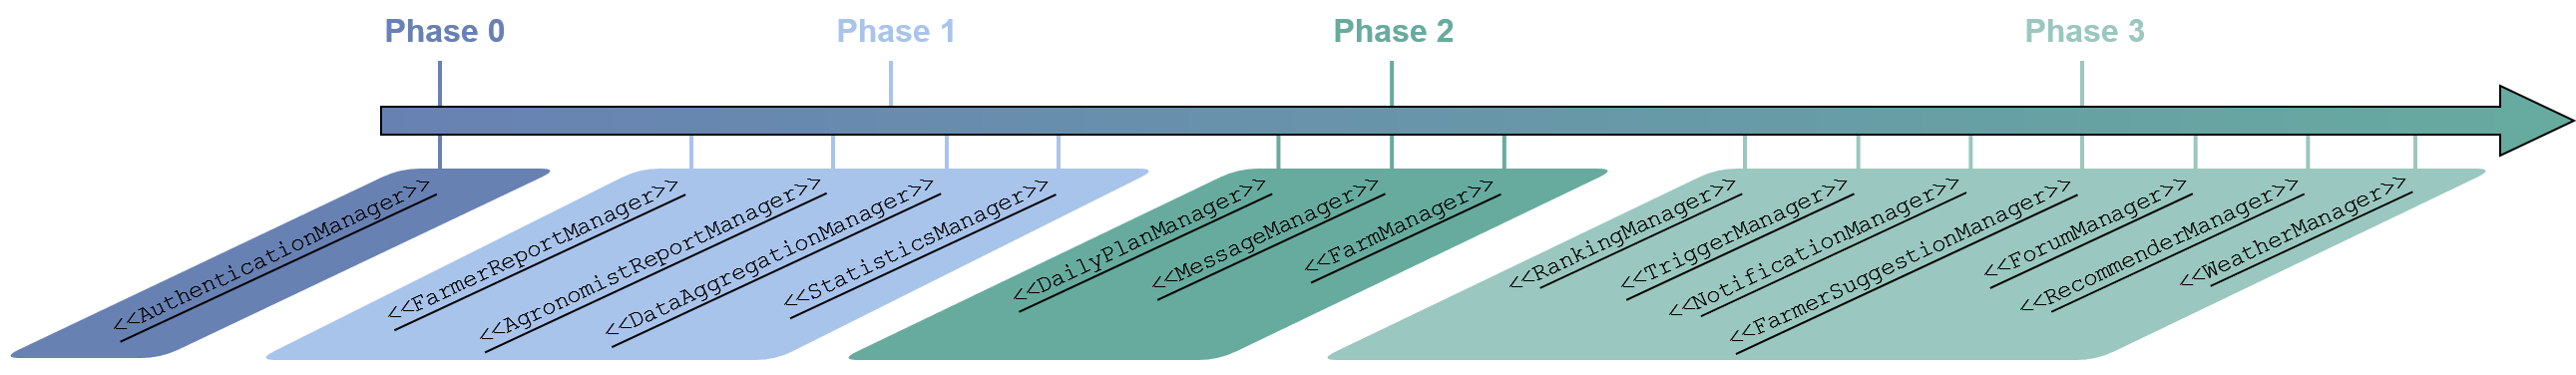 Phase 0
Phase 1
Phase 2
Phase 3
<<AuthenticationManager>>
<<FarmerReportManager>>
<<AgronomistReportManager>>
<<DataAggregationManager>>
<<StatisticsManager>>
<<DailyPlanManager>>
<<MessageManager>>
<<FarmManager>>
<<RankingManager>>
<<TriggerManager>>
<<NotificationManager>>
<<FarmerSuggestionManager>>
<<ForumManager>>
<<RecommenderManager>>
<<WeatherManager>>